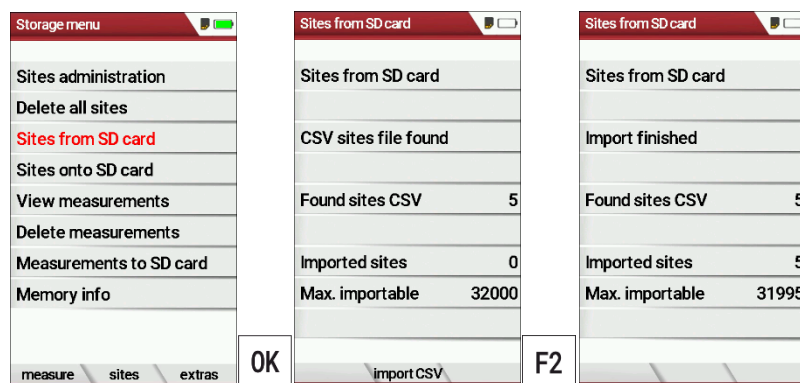 Storage menu
Sites administration
Delete all sites
Sites from SD card
Sites onto SD card
View measurements
Delete measurements
Measurements to SD card
Memory info
measure sites extras
OK
Sites from SD card
Sites from SD card
CSV sites file found
Found sites CSV 5
Imported sites 0
Max. importable 32000
import CSV
F2
Sites from SD card
Sites from SD card
Import finished
Found sites CSV 5
Imported sites 5
Max. importable 31995